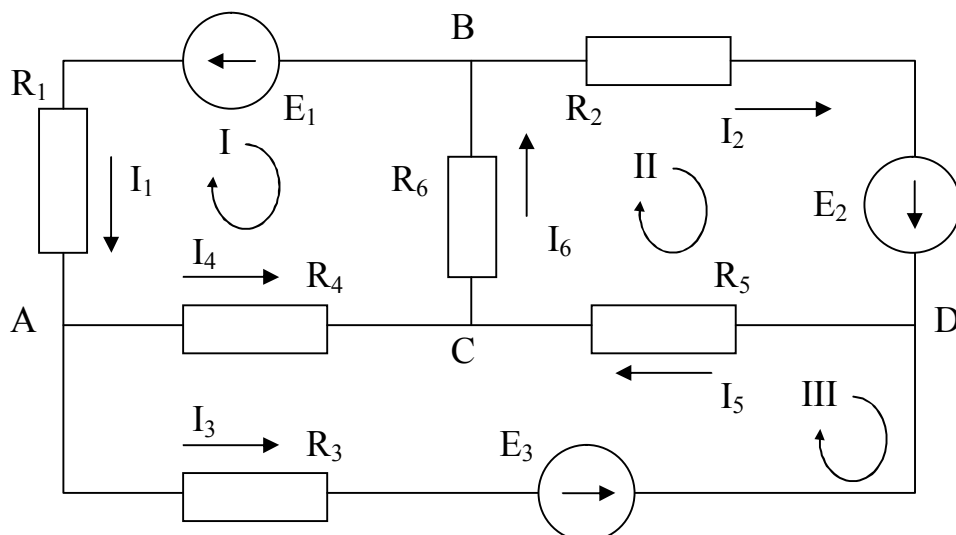 B
R₁
E₁
R₂
I₂
I
I₁
R₆
II
E₂
I₆
I₄
R₄
R₅
A
C
D
I₅
III
I₃
R₃
E₃